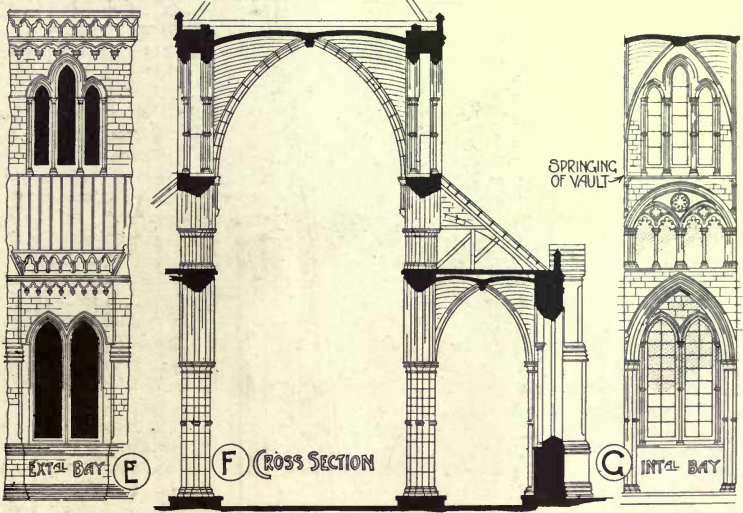 SPRINGING
OF VAULT
EXTAL BAY
E
F
CROSS SECTION
G
INTAL BAY